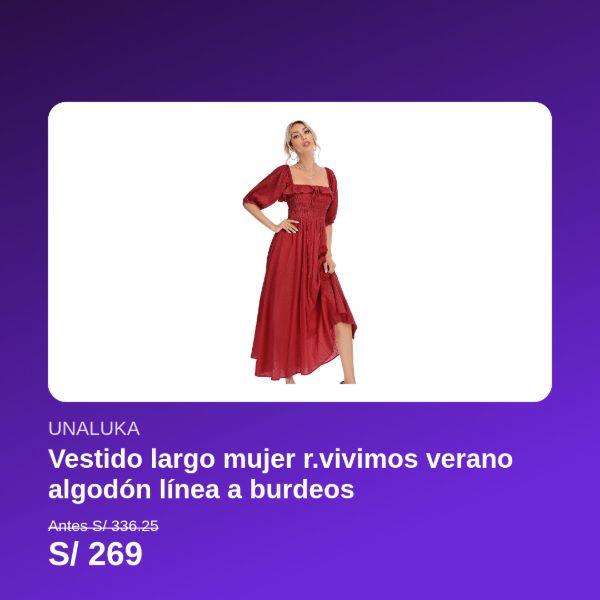 UNALUKA
Vestido largo mujer r.vivimos verano
algodón línea a burdeos
Antes S/ 336.25
S/ 269